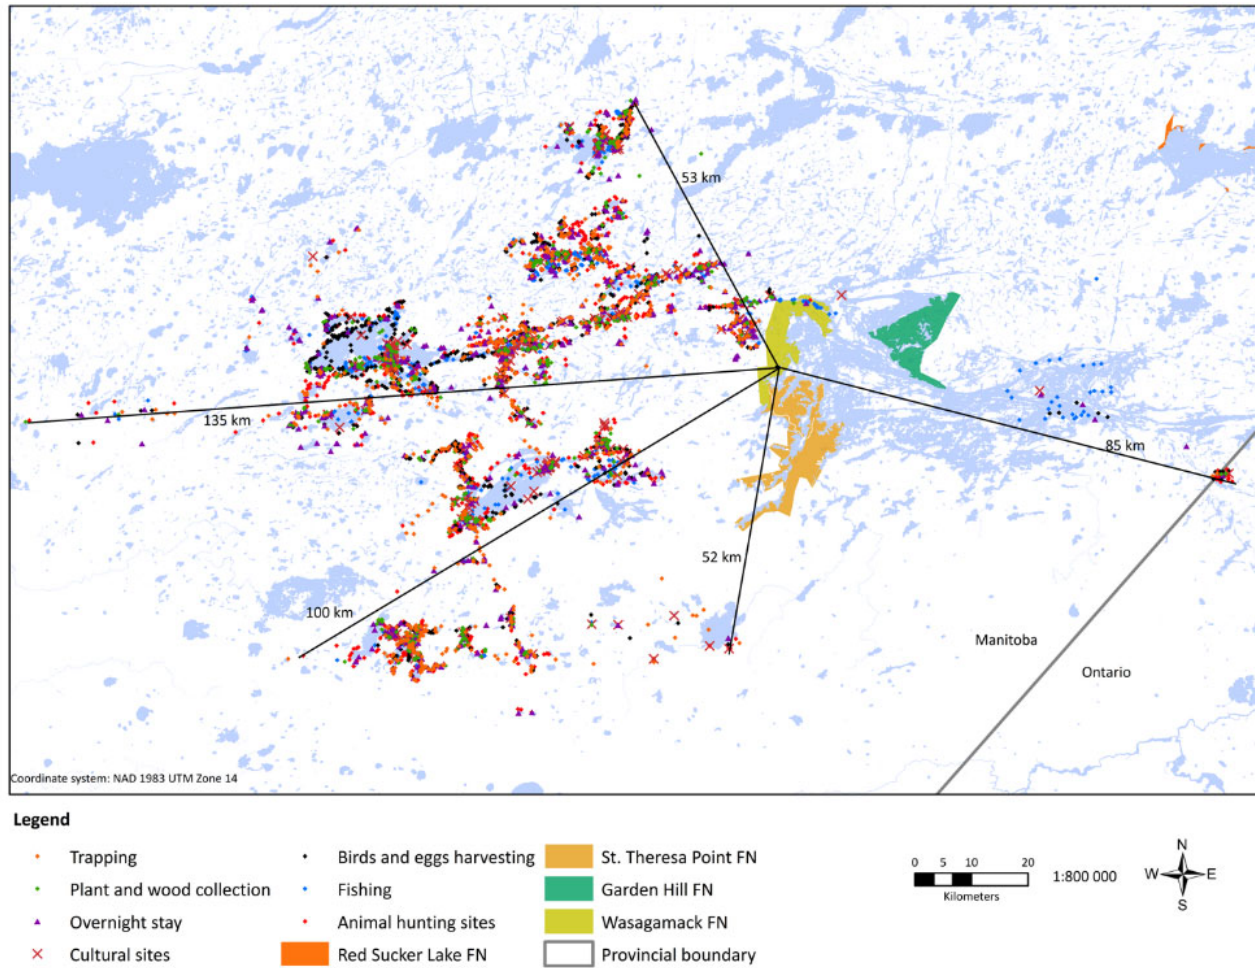 53 km
135 km
85 km
52 km
100 km
Manitoba
Ontario
Coordinate system: NAD 1983 UTM Zone 14
Legend
Trapping
Plant and wood collection
Overnight stay
Cultural sites
Birds and eggs harvesting
Fishing
Animal hunting sites
Red Sucker Lake FN
St. Theresa Point FN
Garden Hill FN
Wasagamack FN
Provincial boundary
0 5 10 20
Kilometers
1:800 000
N
W E
S